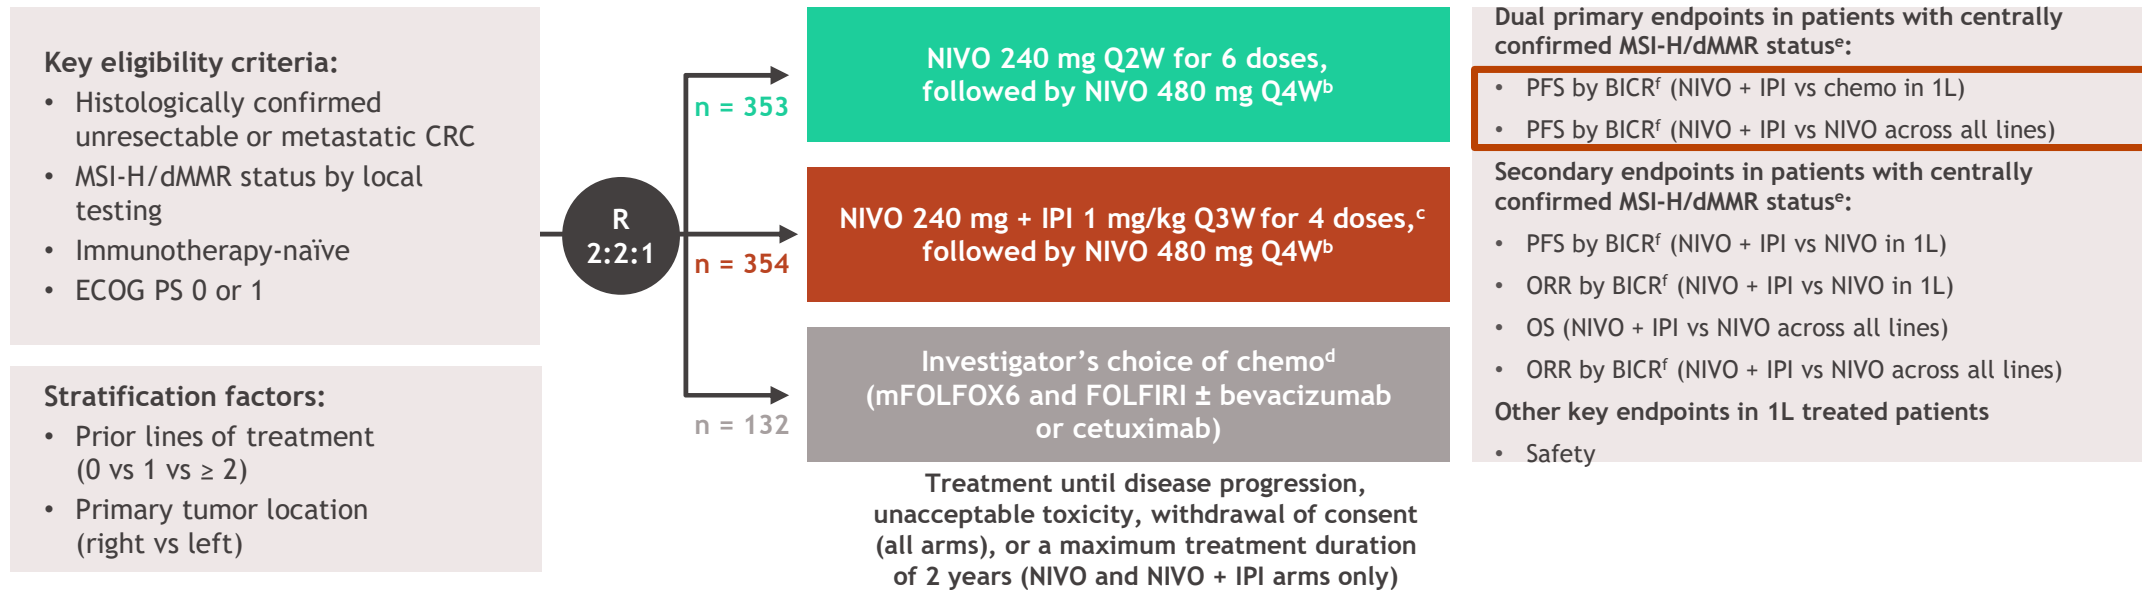 Key eligibility criteria:
• Histologically confirmed
unresectable or metastatic CRC
• MSI-H/dMMR status by local
testing
• Immunotherapy-naïve
• ECOG PS 0 or 1
Stratification factors:
• Prior lines of treatment
(0 vs 1 vs ≥ 2)
• Primary tumor location
(right vs left)
R
2:2:1
n = 353
n = 354
n = 132
NIVO 240 mg Q2W for 6 doses,
followed by NIVO 480 mg Q4Wᵇ
NIVO 240 mg + IPI 1 mg/kg Q3W for 4 doses,ᶜ
followed by NIVO 480 mg Q4Wᵇ
Investigator’s choice of chemoᵈ
(mFOLFOX6 and FOLFIRI ± bevacizumab
or cetuximab)
Treatment until disease progression,
unacceptable toxicity, withdrawal of consent
(all arms), or a maximum treatment duration
of 2 years (NIVO and NIVO + IPI arms only)
Dual primary endpoints in patients with centrally
confirmed MSI-H/dMMR statusᵉ:
• PFS by BICRᶠ (NIVO + IPI vs chemo in 1L)
• PFS by BICRᶠ (NIVO + IPI vs NIVO across all lines)
Secondary endpoints in patients with centrally
confirmed MSI-H/dMMR statusᵉ:
• PFS by BICRᶠ (NIVO + IPI vs NIVO in 1L)
• ORR by BICRᶠ (NIVO + IPI vs NIVO in 1L)
• OS (NIVO + IPI vs NIVO across all lines)
• ORR by BICRᶠ (NIVO + IPI vs NIVO across all lines)
Other key endpoints in 1L treated patients
• Safety